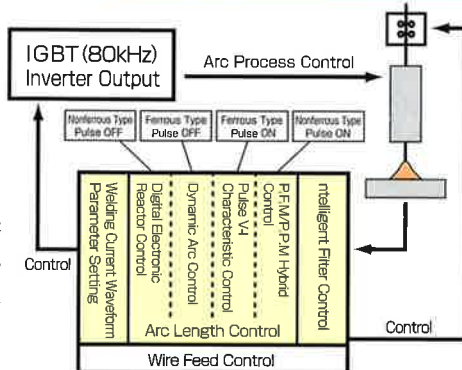 IGBT (80kHz)
Inverter Output
Arc Process Control
Nonferrous Type
Pulse OFF
Ferrous Type
Pulse OFF
Ferrous Type
Pulse ON
Nonferrous Type
Pulse ON
Welding Current Waveform
Parameter Setting
Digital Electronic
Reactor Control
Dynamic Arc Control
Pulse V-I
Characteristic Control
P.F.M/P.P.M Hybrid
Control
ntelligent Filter Control
Arc Length Control
Control
Control
Wire Feed Control